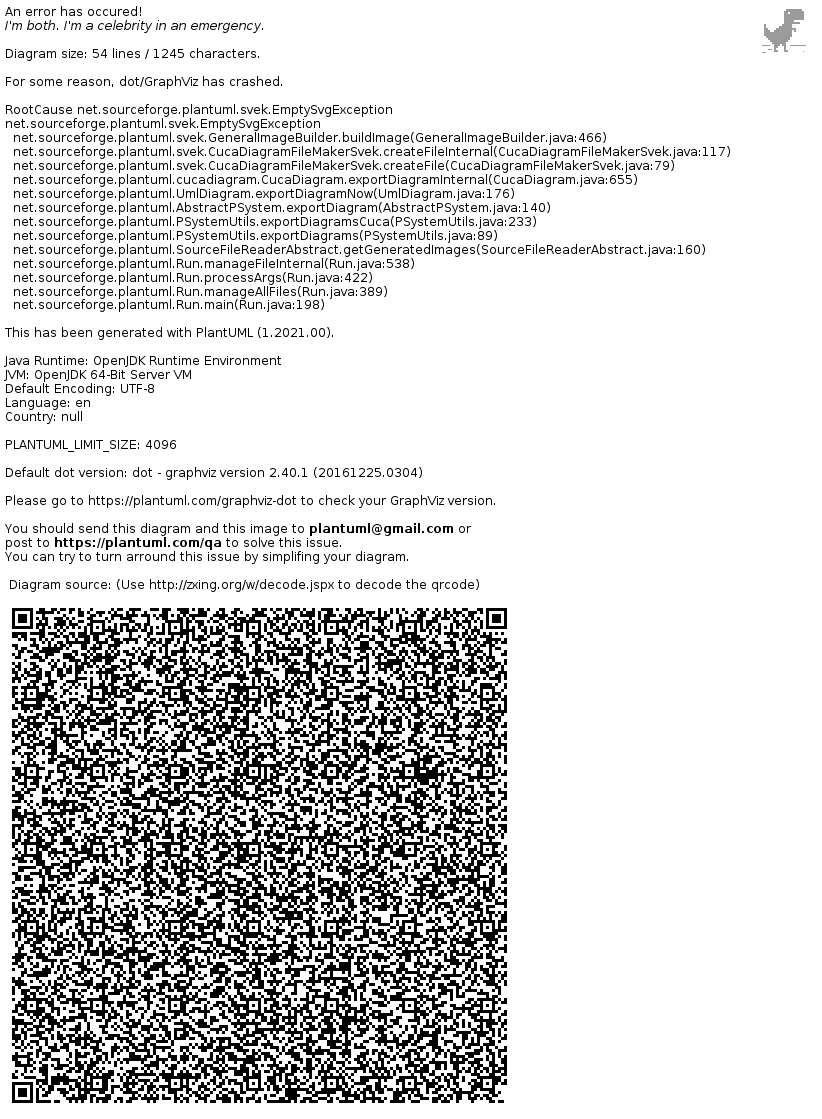 An error has occured!
I'm both. I'm a celebrity in an emergency.
Diagram size: 54 lines / 1245 characters.
For some reason, dot/GraphViz has crashed.
RootCause net.sourceforge.plantuml.svek.EmptySvgException
net.sourceforge.plantuml.svek.EmptySvgException
net.sourceforge.plantuml.svek.GeneralImageBuilder.buildImage(GeneralImageBuilder.java:466)
net.sourceforge.plantuml.svek.CucaDiagramFileMakerSvek.createFileInternal(CucaDiagramFileMakerSvek.java:117)
net.sourceforge.plantuml.svek.CucaDiagramFileMakerSvek.createFile(CucaDiagramFileMakerSvek.java:79)
net.sourceforge.plantuml.cucadiagram.CucaDiagram.exportDiagramInternal(CucaDiagram.java:655)
net.sourceforge.plantuml.UmlDiagram.exportDiagramNow(UmlDiagram.java:176)
net.sourceforge.plantuml.AbstractPSystem.exportDiagram(AbstractPSystem.java:140)
net.sourceforge.plantuml.PSystemUtils.exportDiagramsCuca(PSystemUtils.java:233)
net.sourceforge.plantuml.PSystemUtils.exportDiagrams(PSystemUtils.java:89)
net.sourceforge.plantuml.SourceFileReaderAbstract.getGeneratedImages(SourceFileReaderAbstract.java:160)
net.sourceforge.plantuml.Run.manageFileInternal(Run.java:538)
net.sourceforge.plantuml.Run.processArgs(Run.java:422)
net.sourceforge.plantuml.Run.manageAllFiles(Run.java:389)
net.sourceforge.plantuml.Run.main(Run.java:198)
This has been generated with PlantUML (1.2021.00).
Java Runtime: OpenJDK Runtime Environment
JVM: OpenJDK 64-Bit Server VM
Default Encoding: UTF-8
Language: en
Country: null
PLANTUML_LIMIT_SIZE: 4096
Default dot version: dot - graphviz version 2.40.1 (20161225.0304)
Please go to https://plantuml.com/graphviz-dot to check your GraphViz version.
You should send this diagram and this image to plantuml@gmail.com or
post to https://plantuml.com/qa to solve this issue.
You can try to turn arround this issue by simplifing your diagram.
Diagram source: (Use http://zxing.org/w/decode.jspx to decode the qrcode)